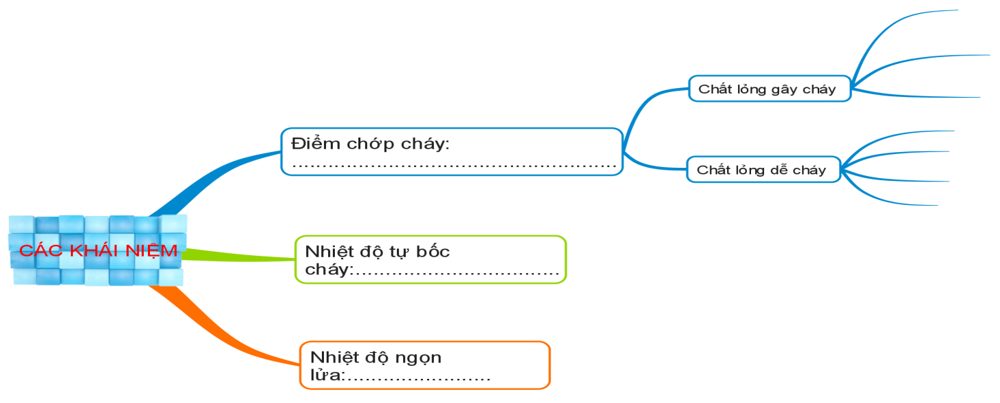 CÁC KHÁI NIỆM
Điểm chớp cháy:
.....................................................
Chất lỏng gây cháy
Chất lỏng dễ cháy
Nhiệt độ tự bốc
cháy:..................................
Nhiệt độ ngọn
lửa:........................